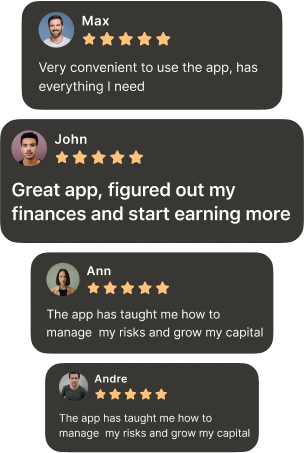 Max
Very convenient to use the app, has
everything I need
John
Great app, figured out my
finances and start earning more
Ann
The app has taught me how to
manage  my risks and grow my capital
Andre
The app has taught me how to
manage  my risks and grow my capital